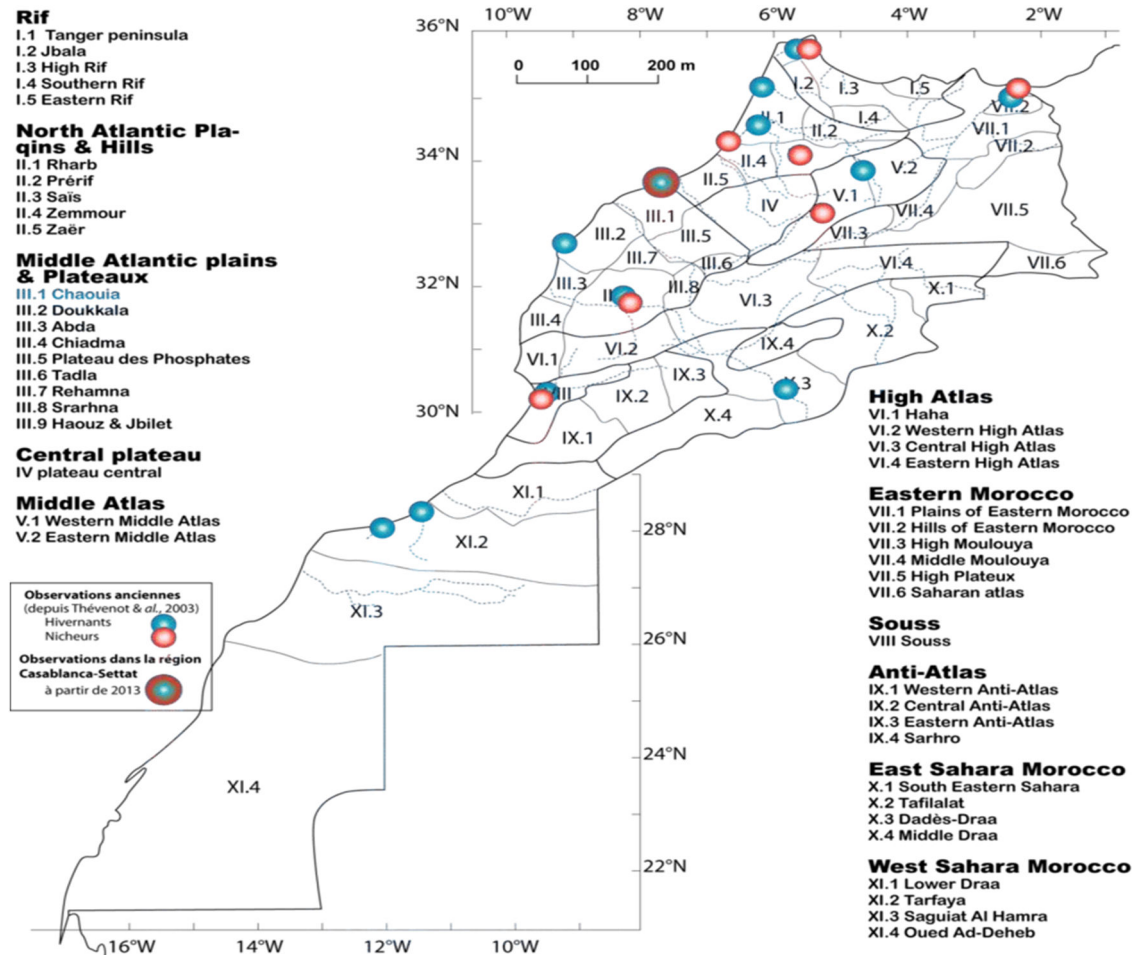 Rif
I.1 Tanger peninsula
I.2 Jbala
I.3 High Rif
I.4 Southern Rif
I.5 Eastern Rif
North Atlantic Pla-
qins & Hills
II.1 Rharb
II.2 Prérif
II.3 Saïs
II.4 Zemmour
II.5 Zaër
Middle Atlantic plains
& Plateaux
III.1 Chaouia
III.2 Doukkala
III.3 Abda
III.4 Chiadma
III.5 Plateau des Phosphates
III.6 Tadla
III.7 Rehamna
III.8 Srarhna
III.9 Haouz & Jbilet
Central plateau
IV plateau central
Middle Atlas
V.1 Western Middle Atlas
V.2 Eastern Middle Atlas
Observations anciennes
(depuis Thévenot & al., 2003)
Hivernants
Nicheurs
Observations dans la région
Casablanca-Settat
à partir de 2013
10°W 8°W 6°W 4°W 2°W
36°N
0 100 200 m
34°N
32°N
30°N
I.2
I.3
I.5
I.4
II.1
II.2
II.4
II.5
VII.2
VII.1
VII.2
V.2
V.1
IV
VII.4
VII.5
VII.3
III.1
III.2
III.5
III.7
III.6
VI.4
VII.6
III.3
III.8
X.1
VI.3
III.4
X.2
VI.1
VI.2
IX.4
IX.3
X.3
VIII
IX.2
X.4
IX.1
XI.1
XI.2
XI.3
XI.4
28°N
26°N
24°N
22°N
16°W 14°W 12°W 10°W
High Atlas
VI.1 Haha
VI.2 Western High Atlas
VI.3 Central High Atlas
VI.4 Eastern High Atlas
Eastern Morocco
VII.1 Plains of Eastern Morocco
VII.2 Hills of Eastern Morocco
VII.3 High Moulouya
VII.4 Middle Moulouya
VII.5 High Plateux
VII.6 Saharan atlas
Souss
VIII Souss
Anti-Atlas
IX.1 Western Anti-Atlas
IX.2 Central Anti-Atlas
IX.3 Eastern Anti-Atlas
IX.4 Sarhro
East Sahara Morocco
X.1 South Eastern Sahara
X.2 Tafilalat
X.3 Dadès-Draa
X.4 Middle Draa
West Sahara Morocco
XI.1 Lower Draa
XI.2 Tarfaya
XI.3 Saguiat Al Hamra
XI.4 Oued Ad-Deheb